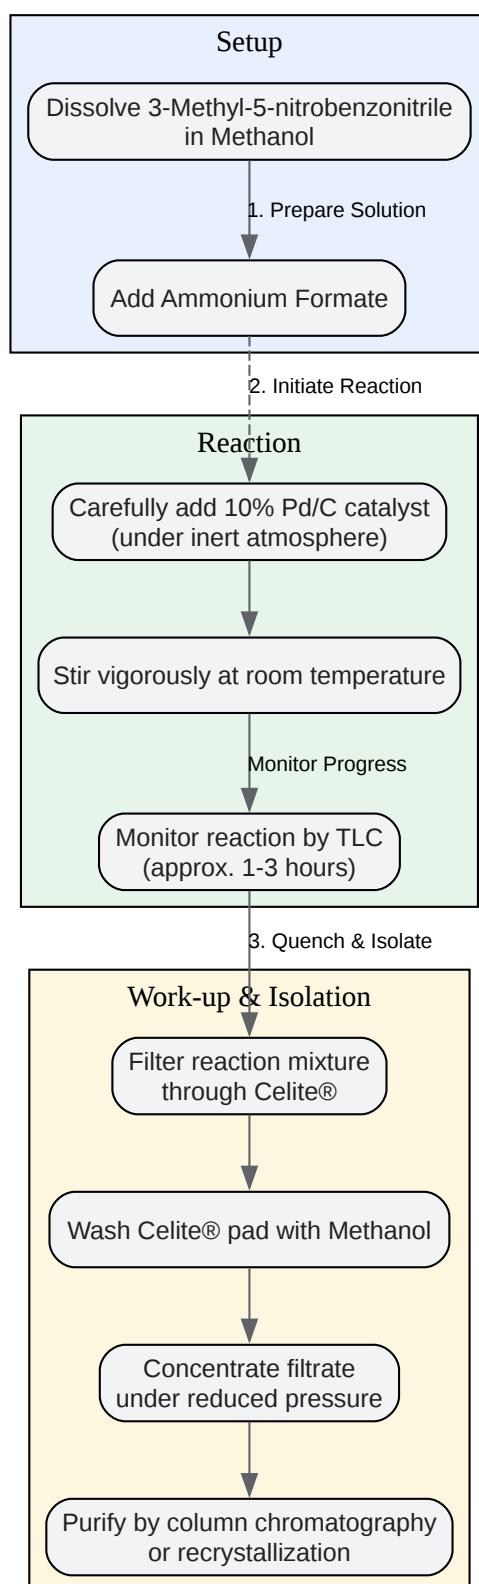 Setup
Dissolve 3-Methyl-5-nitrobenzonitrile
in Methanol
1. Prepare Solution
Add Ammonium Formate
2. Initiate Reaction
Reaction
Carefully add 10% Pd/C catalyst
(under inert atmosphere)
Stir vigorously at room temperature
Monitor Progress
Monitor reaction by TLC
(approx. 1-3 hours)
3. Quench & Isolate
Work-up & Isolation
Filter reaction mixture
through Celite®
Wash Celite® pad with Methanol
Concentrate filtrate
under reduced pressure
Purify by column chromatography
or recrystallization